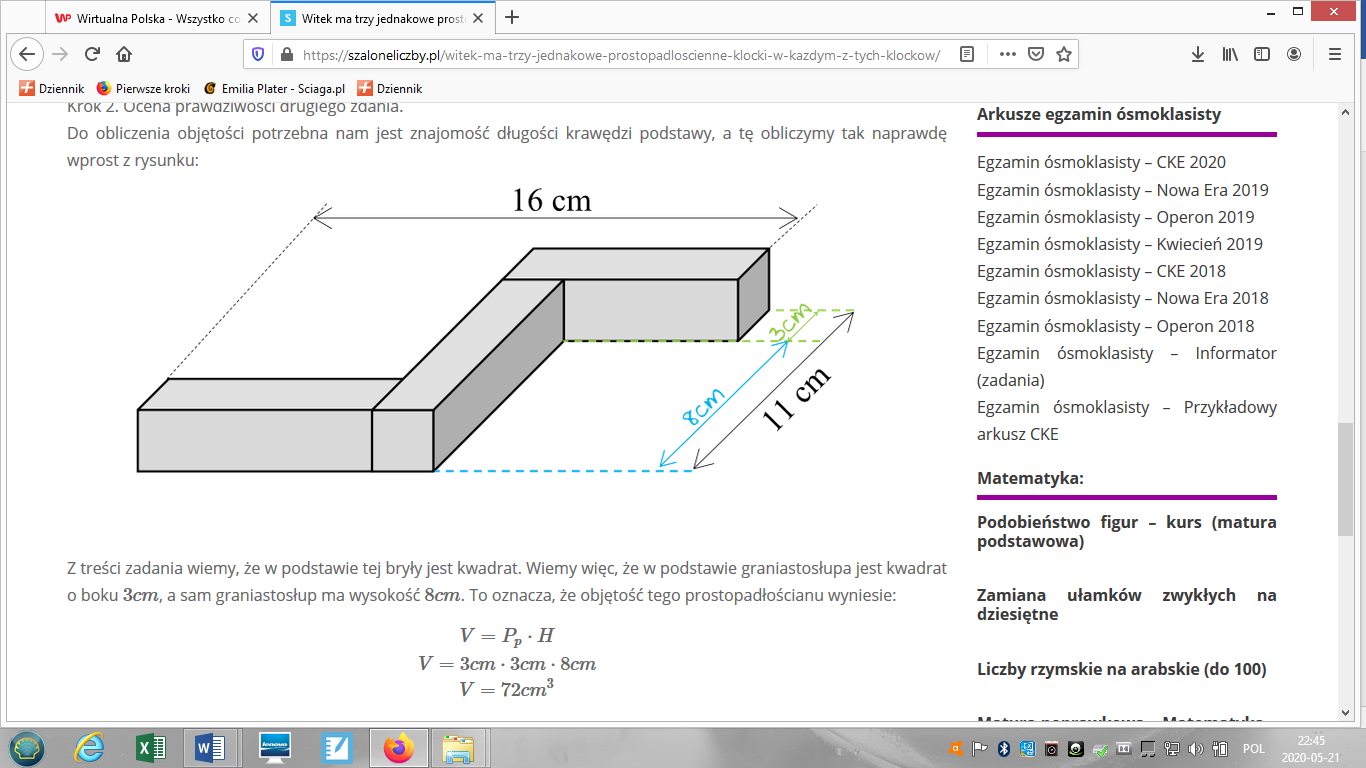 Wirtualna Polska - Wszystko co
Witek ma trzy jednakowe proste
https://szaloneliczby.pl/witek-ma-trzy-jednakowe-prostopadloscienne-klocki-w-kazdym-z-tych-klockow/
Dziennik
Pierwsze kroki
Emilia Plater - Sciaga.pl
Dziennik
Krok 2. Ocena prawdziwości drugiego zdania.
Do obliczenia objętości potrzebna nam jest znajomość długości krawędzi podstawy, a tę obliczymy tak naprawdę
wprost z rysunku:
16 cm
3cm
8cm
11 cm
Z treści zadania wiemy, że w podstawie tej bryły jest kwadrat. Wiemy więc, że w podstawie graniastosłupa jest kwadrat
o boku 3cm, a sam graniastosłup ma wysokość 8cm. To oznacza, że objętość tego prostopadłościanu wyniesie:
V = Pp · H
V = 3cm · 3cm · 8cm
V = 72cm³
Arkusze egzamin ósmoklasisty
Egzamin ósmoklasisty – CKE 2020
Egzamin ósmoklasisty – Nowa Era 2019
Egzamin ósmoklasisty – Operon 2019
Egzamin ósmoklasisty – Kwiecień 2019
Egzamin ósmoklasisty – CKE 2018
Egzamin ósmoklasisty – Nowa Era 2018
Egzamin ósmoklasisty – Operon 2018
Egzamin ósmoklasisty – Informator
(zadania)
Egzamin ósmoklasisty – Przykładowy
arkusz CKE
Matematyka:
Podobieństwo figur – kurs (matura
podstawowa)
Zamiana ułamków zwykłych na
dziesiętne
Liczby rzymskie na arabskie (do 100)
Matura poprawkowa – Matematyka
lenovo
POL
22:45
2020-05-21